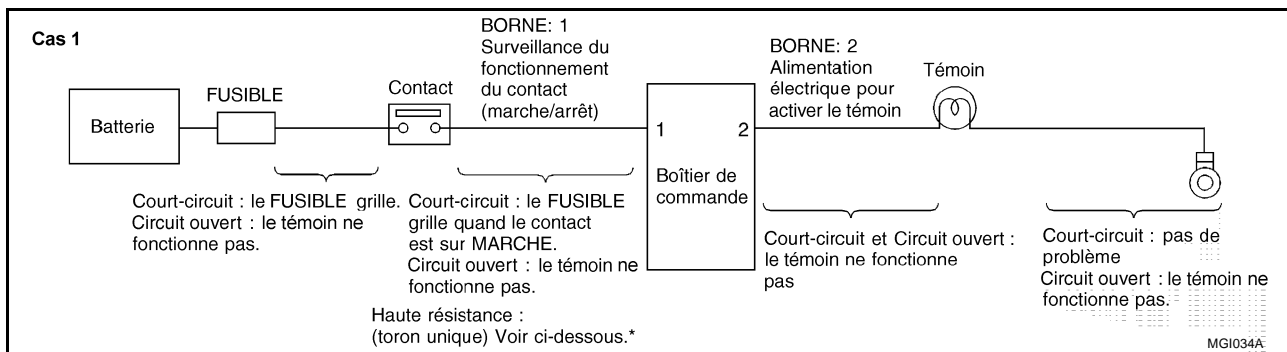 Cas 1
BORNE: 1
Surveillance du
fonctionnement
du contact
(marche/arrêt)
BORNE: 2
Alimentation
électrique pour
activer le témoin
Témoin
FUSIBLE
Contact
Batterie
1
2
Boîtier de
commande
Court-circuit : le FUSIBLE grille.
Circuit ouvert : le témoin ne
fonctionne pas.
Court-circuit : le FUSIBLE
grille quand le contact
est sur MARCHE.
Circuit ouvert : le témoin ne
fonctionne pas.
Haute résistance :
(toron unique) Voir ci-dessous.*
Court-circuit et Circuit ouvert :
le témoin ne fonctionne
pas
Court-circuit : pas de
problème
Circuit ouvert : le témoin ne
fonctionne pas.
MGI034A